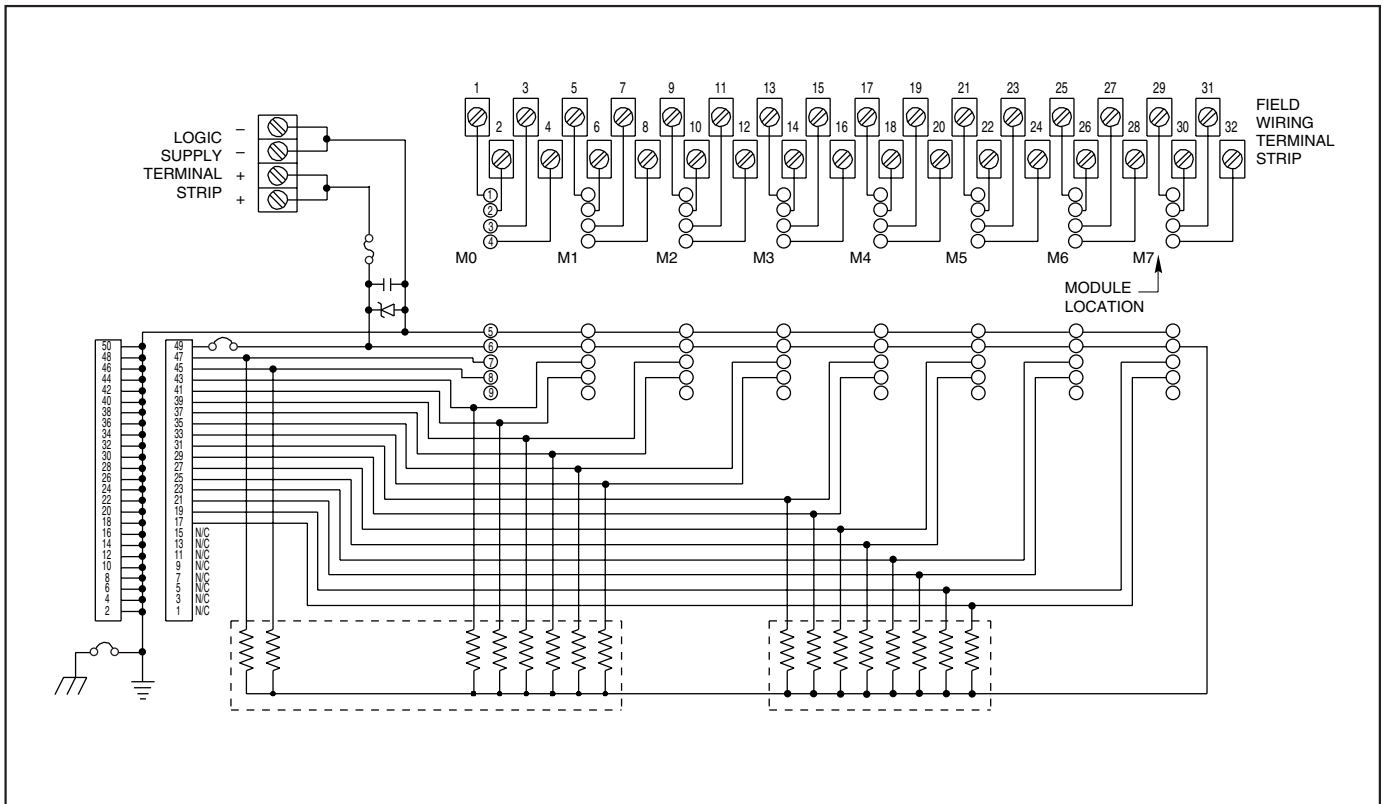 1 3 5 7 9 11 13 15 17 19 21 23 25 27 29 31
2 4 6 8 10 12 14 16 18 20 22 24 26 28 30 32
FIELD
WIRING
TERMINAL
STRIP
LOGIC
SUPPLY
TERMINAL
STRIP
–
–
+
+
1
2
3
4
M0 M1 M2 M3 M4 M5 M6 M7
MODULE
LOCATION
5
6
7
8
9
50 49
48 47
46 45
44 43
42 41
40 39
38 37
36 35
34 33
32 31
30 29
28 27
26 25
24 23
22 21
20 19
18 17
16 15 N/C
14 13 N/C
12 11 N/C
10 9 N/C
8 7 N/C
6 5 N/C
4 3 N/C
2 1 N/C